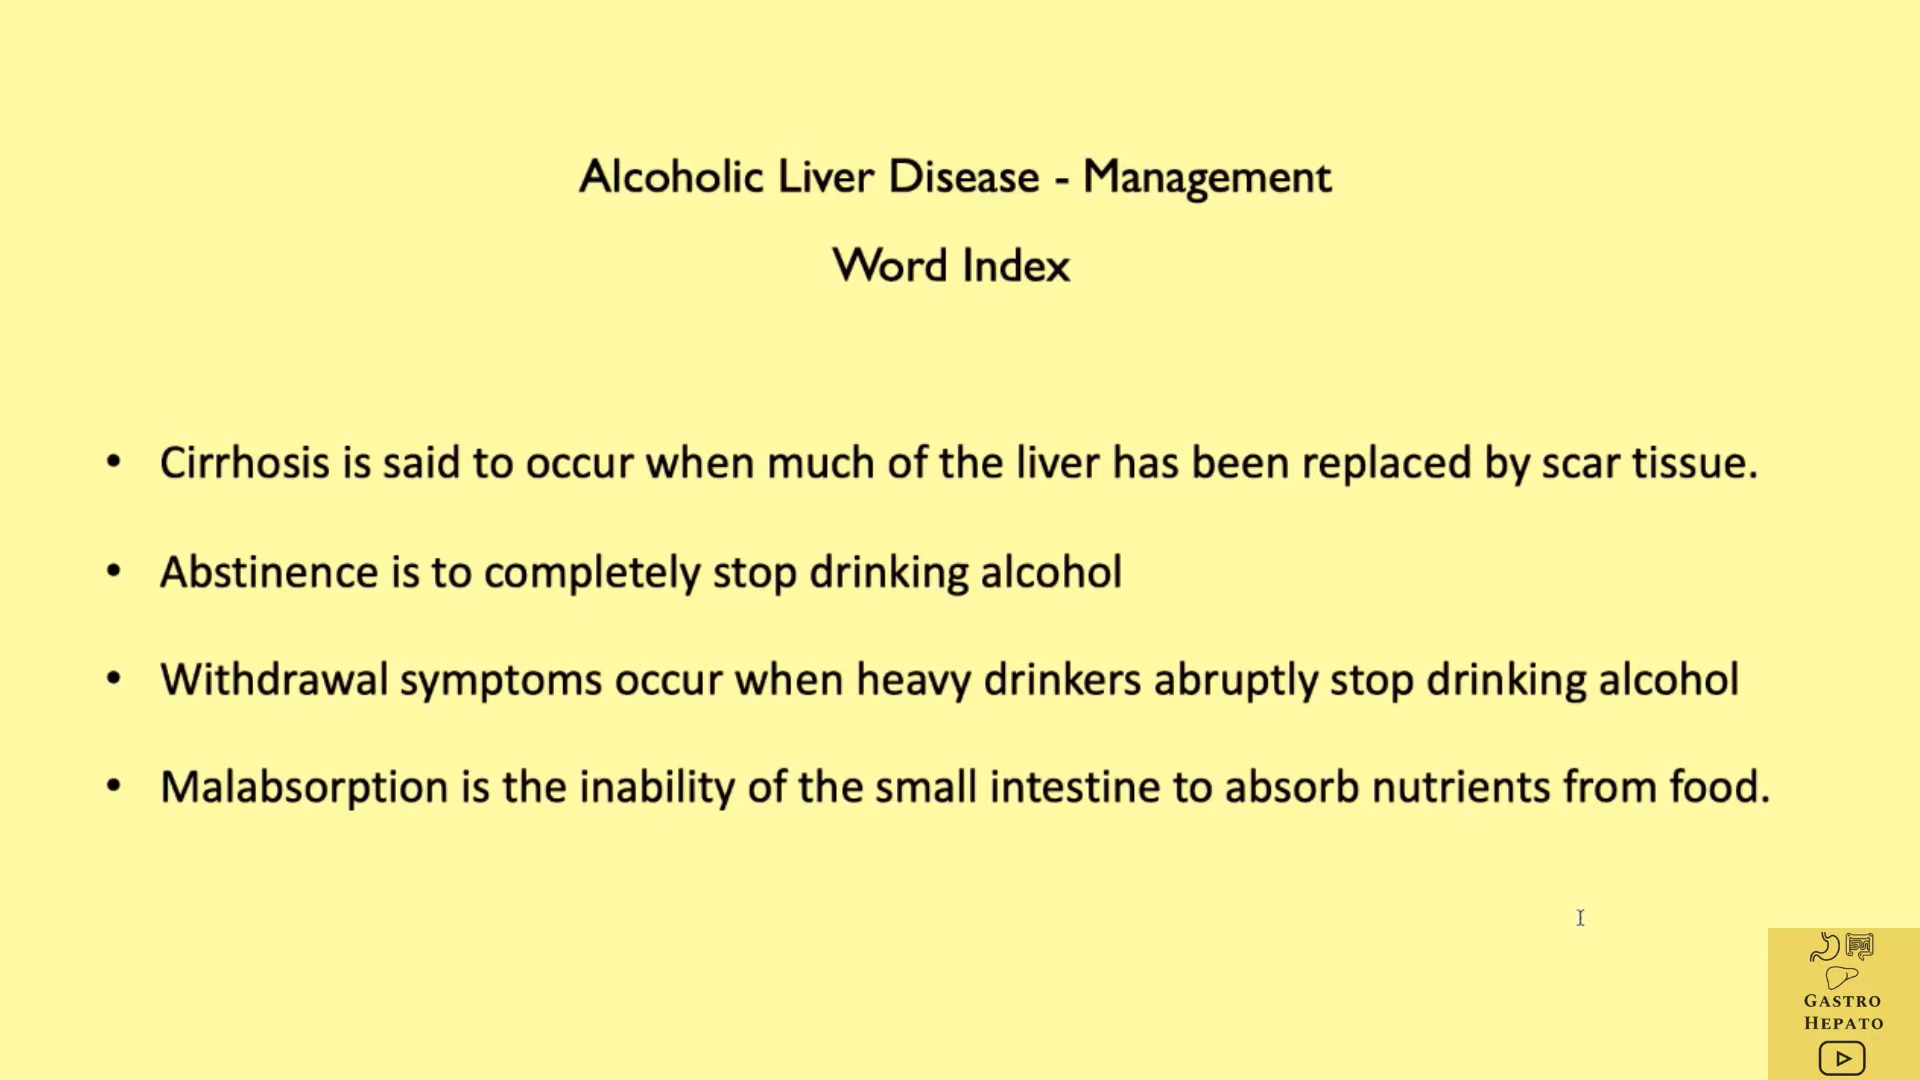 Alcoholic Liver Disease - Management
Word Index
• Cirrhosis is said to occur when much of the liver has been replaced by scar tissue.
• Abstinence is to completely stop drinking alcohol
• Withdrawal symptoms occur when heavy drinkers abruptly stop drinking alcohol
• Malabsorption is the inability of the small intestine to absorb nutrients from food.
GASTRO
HEPATO